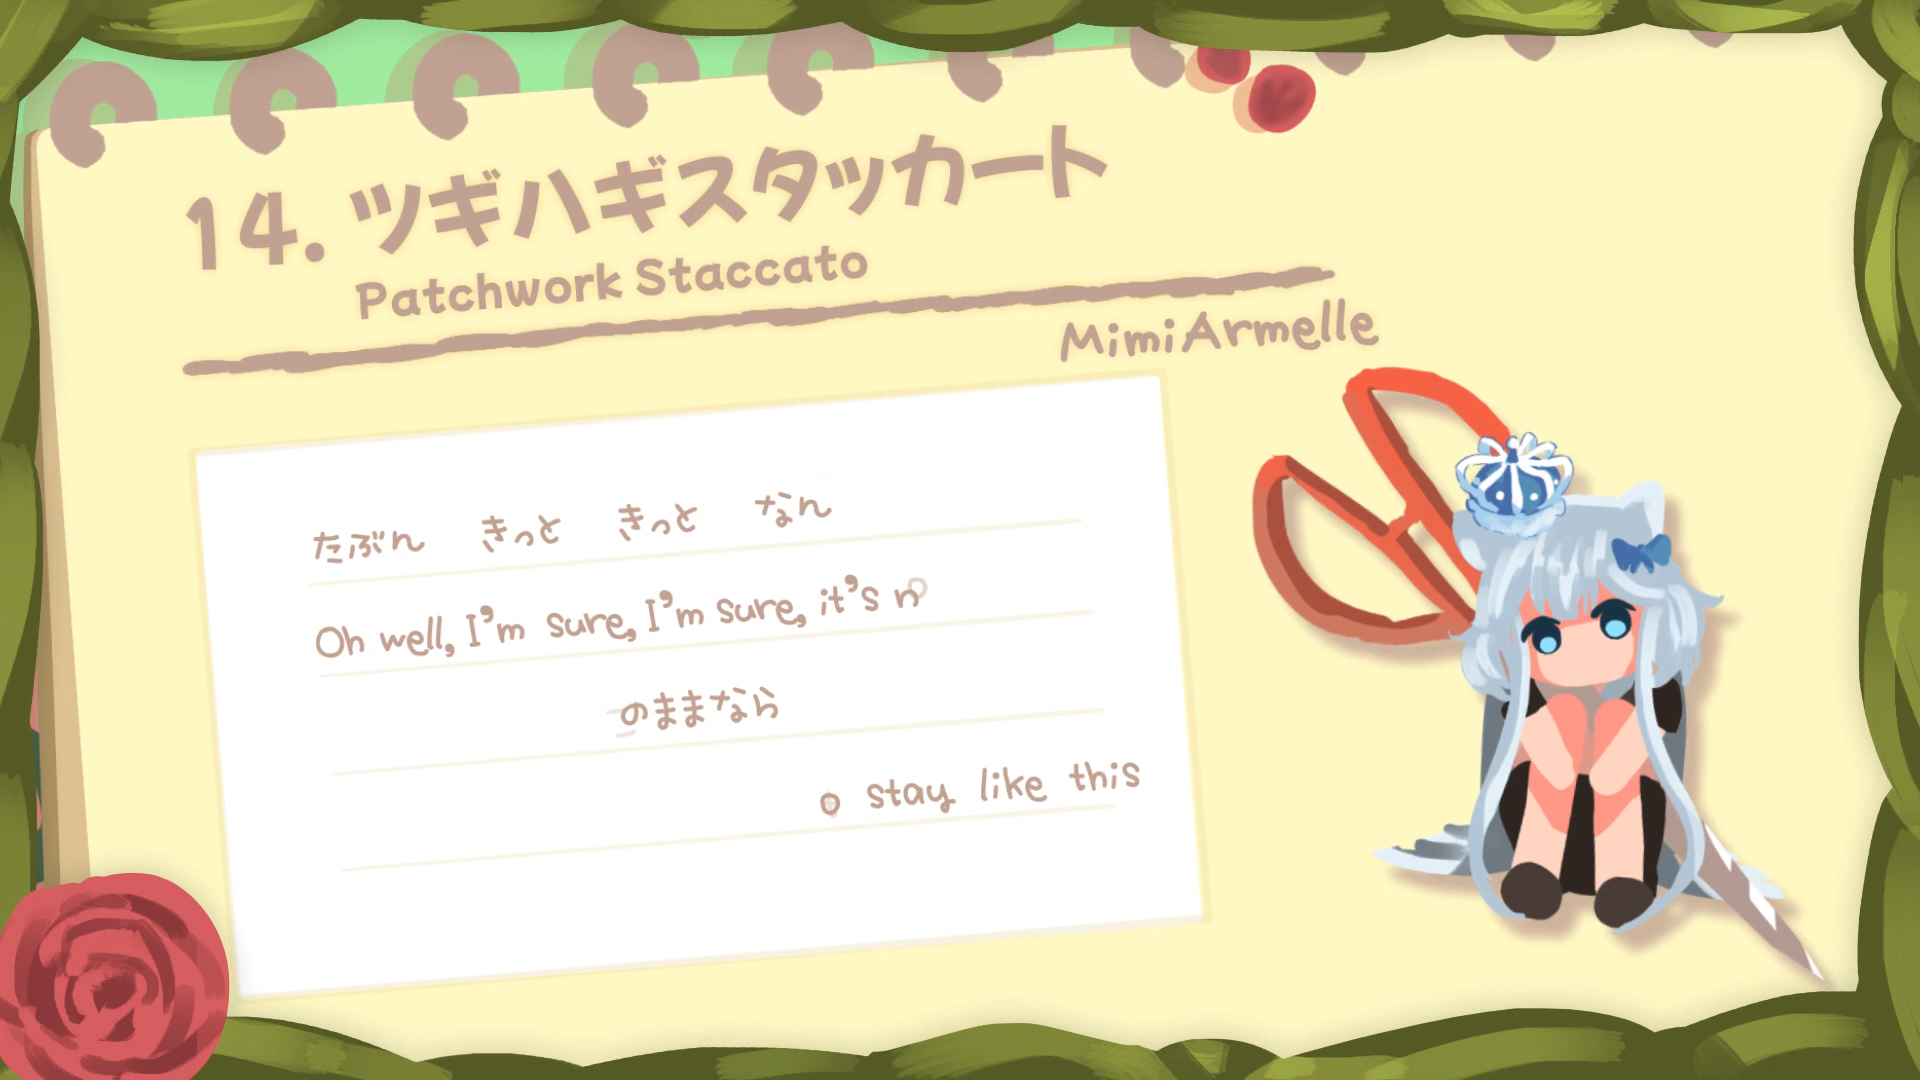 14. ツギハギスタッカート
Patchwork Staccato
MimiArmelle
たぶん きっと きっと なん
Oh well, I'm sure, I'm sure, it's no
このままなら
o stay like this